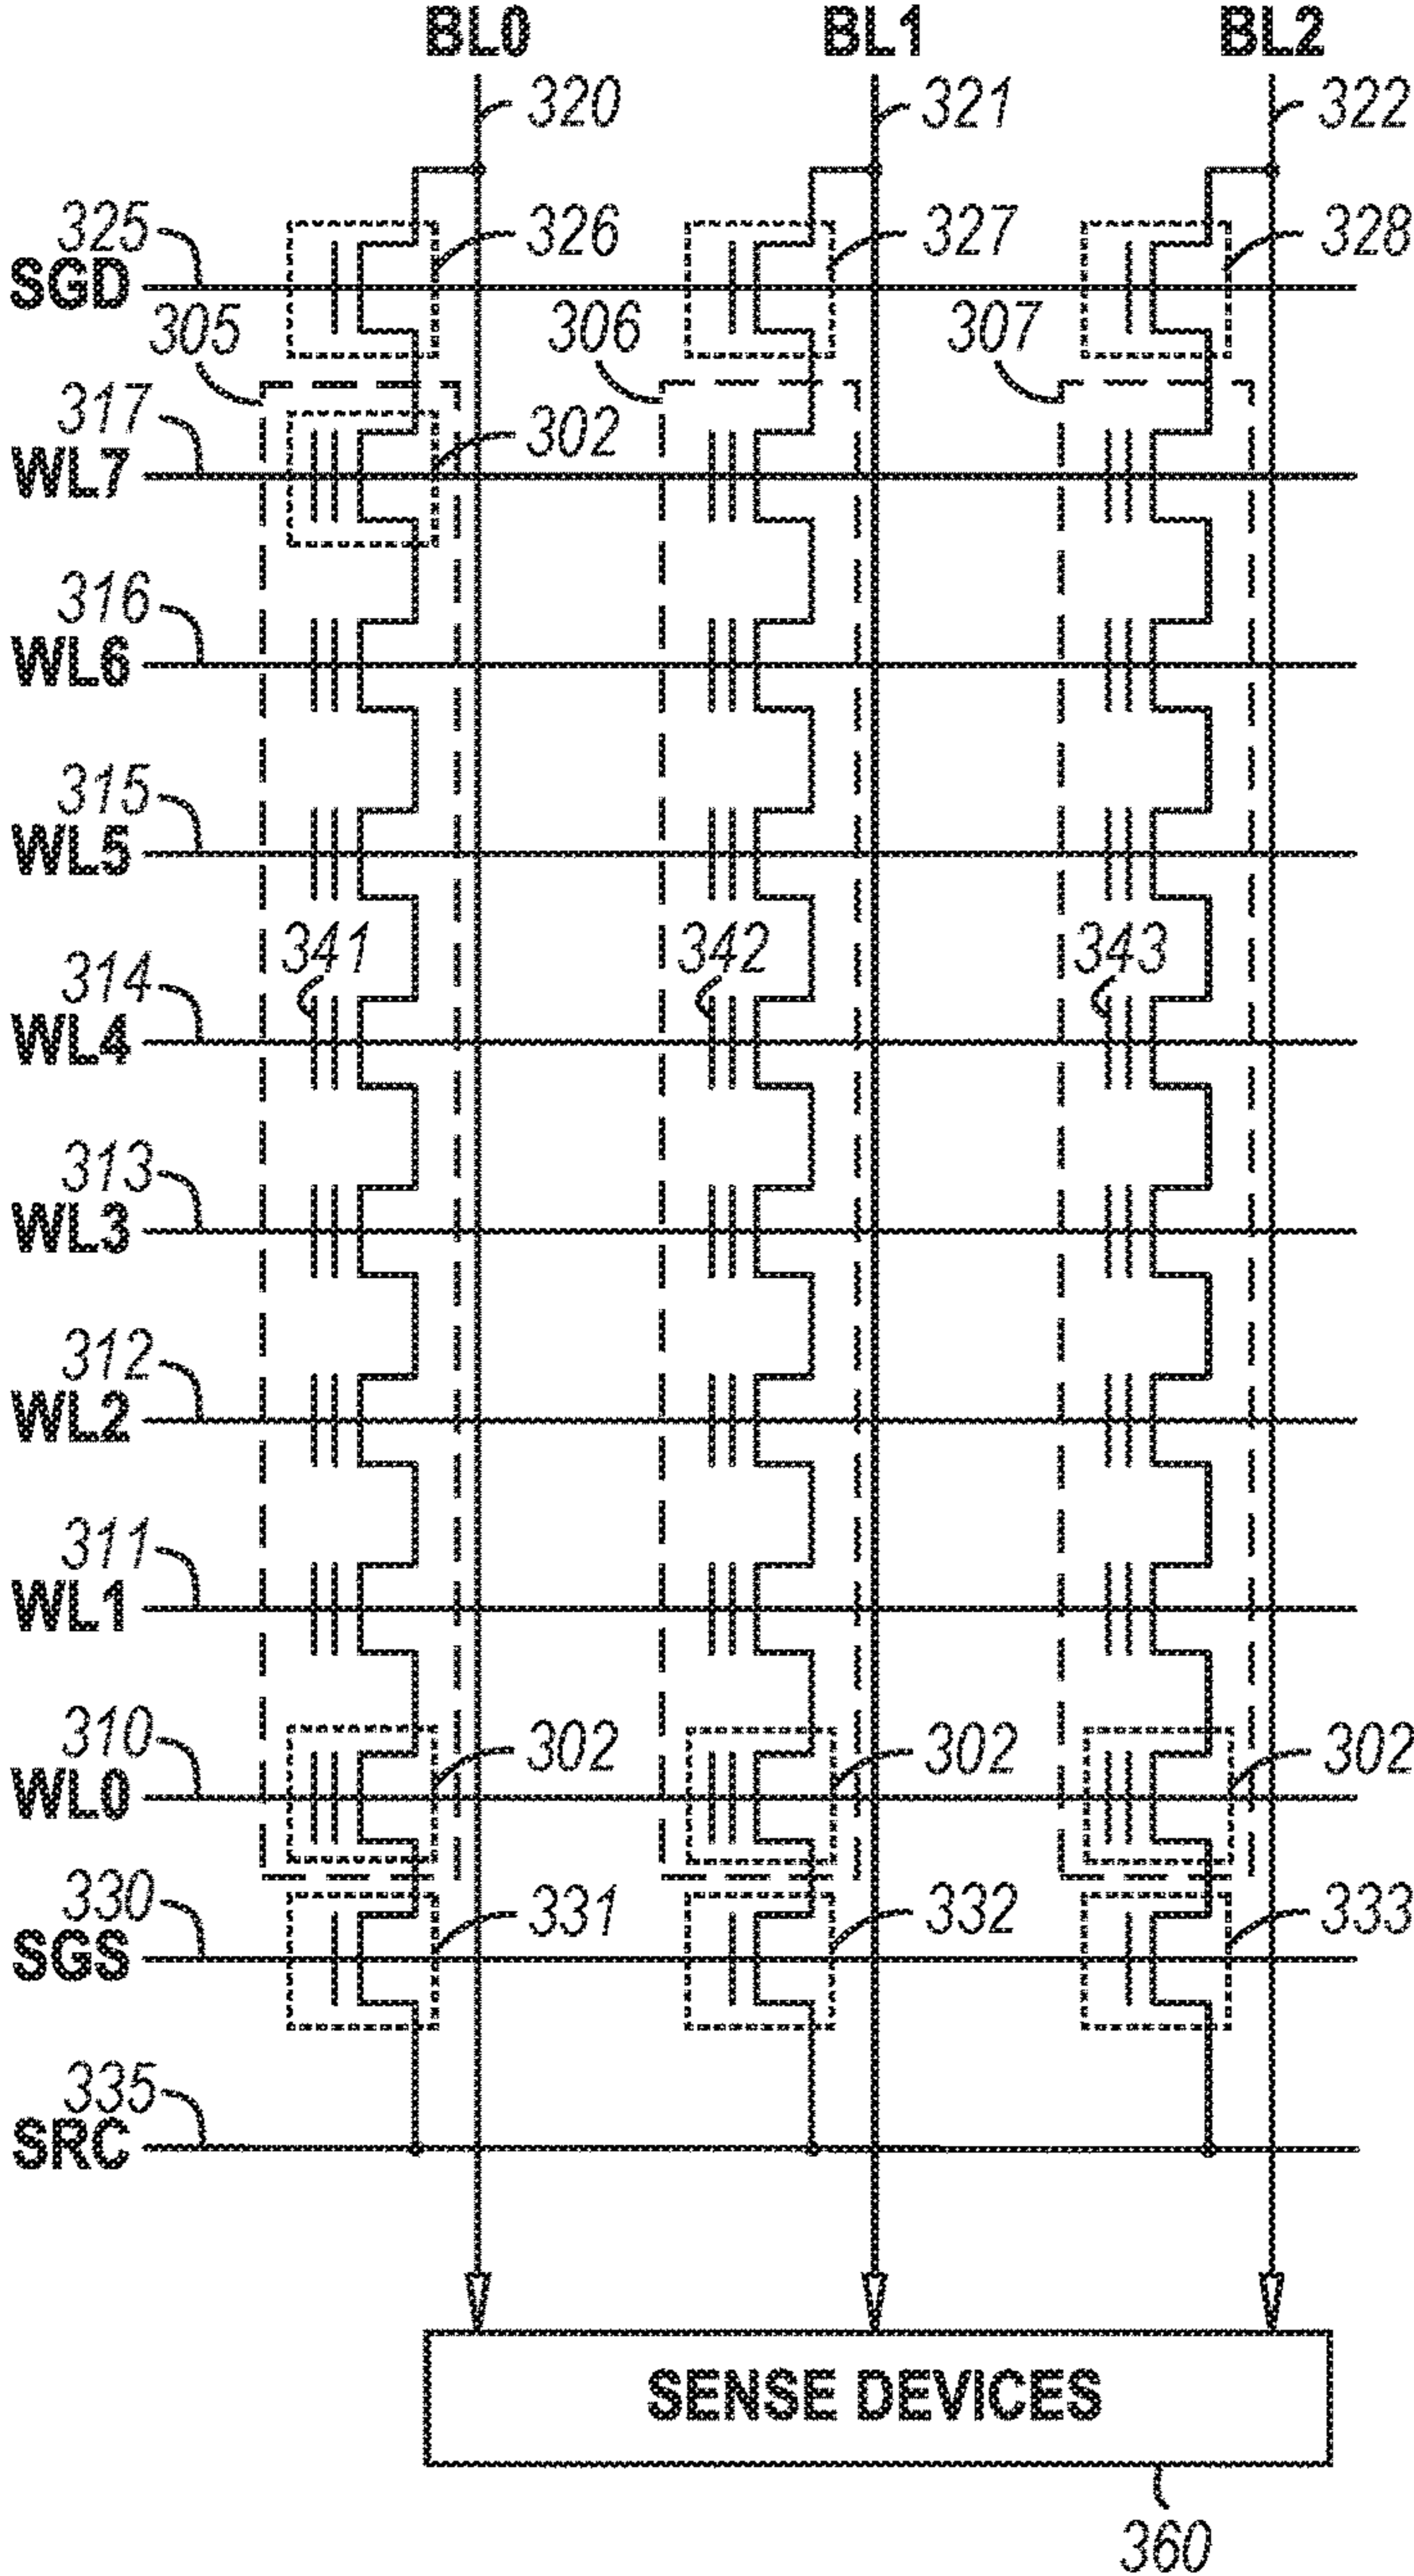 BL0 BL1 BL2
320 321 322
325 326 327 328
SGD
305 306 307
317
302
WL7
316
WL6
315
WL5
341 342 343
314
WL4
313
WL3
312
WL2
311
WL1
310 302 302 302
WL0
330 331 332 333
SGS
335
SRC
SENSE DEVICES
360